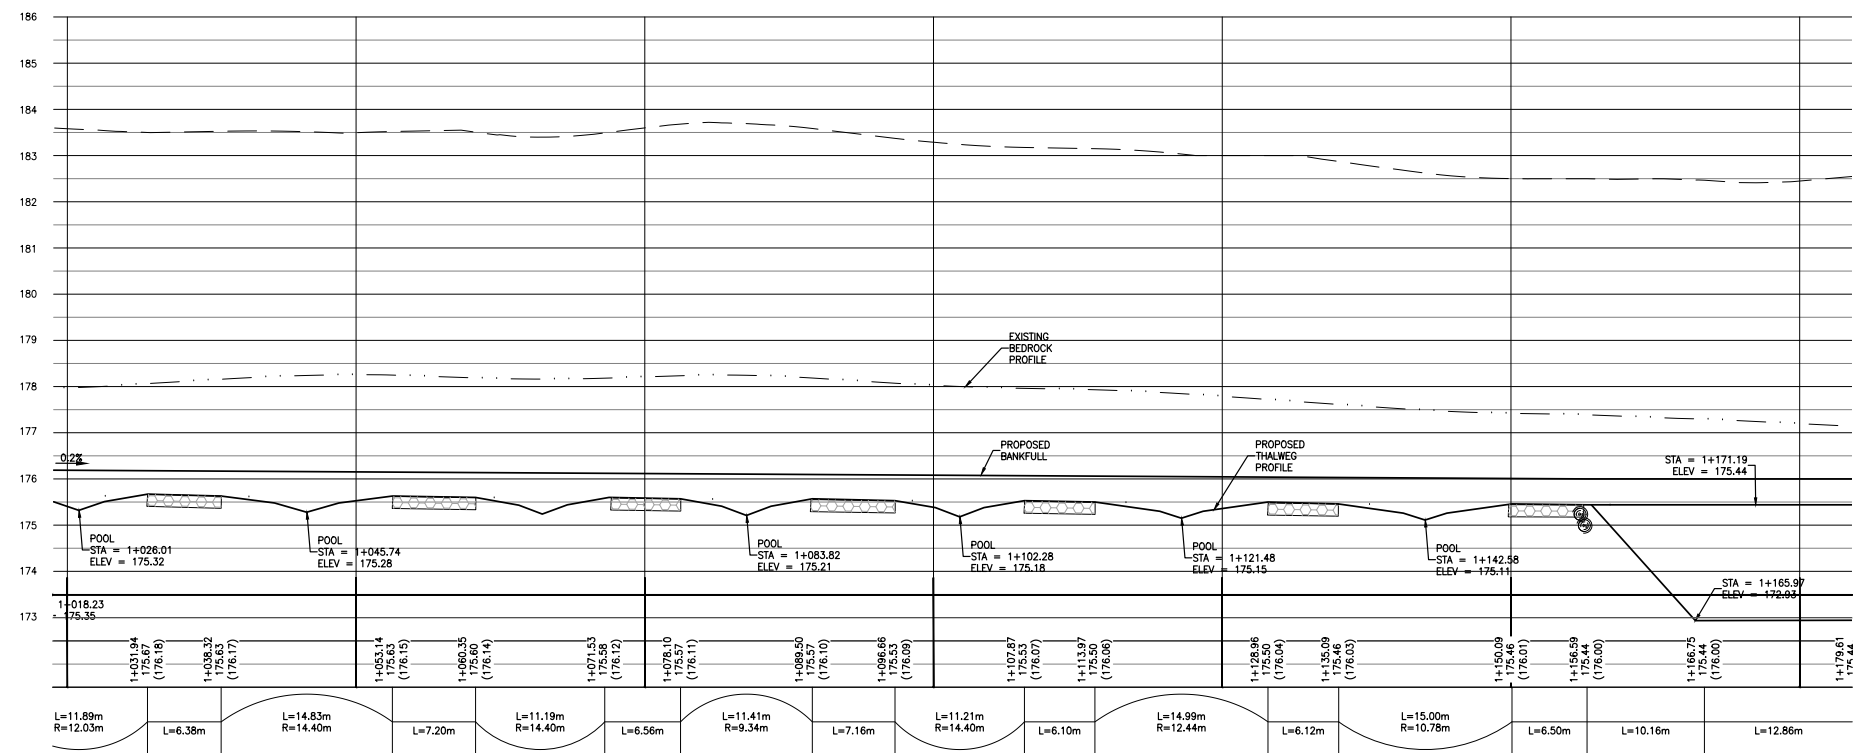 186
185
184
183
182
181
180
179
178
177
176
175
174
173
EXISTING
BEDROCK
PROFILE
0.2%
PROPOSED
BANKFULL
PROPOSED
THALWEG
PROFILE
STA = 1+171.19
ELEV = 175.44
POOL
STA = 1+026.01
ELEV = 175.32
POOL
STA = 1+045.74
ELEV = 175.28
POOL
STA = 1+083.82
ELEV = 175.21
POOL
STA = 1+102.28
ELEV = 175.18
POOL
STA = 1+121.48
ELEV = 175.15
POOL
STA = 1+142.58
ELEV = 175.11
STA = 1+165.97
ELEV = 172.93
1+018.23
175.35
1+031.94
175.67
(176.18)
1+038.32
175.63
(176.17)
1+053.14
175.63
(176.15)
1+060.35
175.60
(176.14)
1+071.53
175.58
(176.12)
1+078.10
175.57
(176.11)
1+089.50
175.57
(176.10)
1+096.66
175.53
(176.09)
1+107.87
175.53
(176.07)
1+113.97
175.50
(176.06)
1+128.96
175.50
(176.04)
1+135.09
175.46
(176.03)
1+150.09
175.46
(176.01)
1+156.59
175.44
(176.00)
1+166.75
175.44
(176.00)
1+179.61
175.44
L=11.89m
R=12.03m
L=6.38m
L=14.83m
R=14.40m
L=7.20m
L=11.19m
R=14.40m
L=6.56m
L=11.41m
R=9.34m
L=7.16m
L=11.21m
R=14.40m
L=6.10m
L=14.99m
R=12.44m
L=6.12m
L=15.00m
R=10.78m
L=6.50m
L=10.16m
L=12.86m